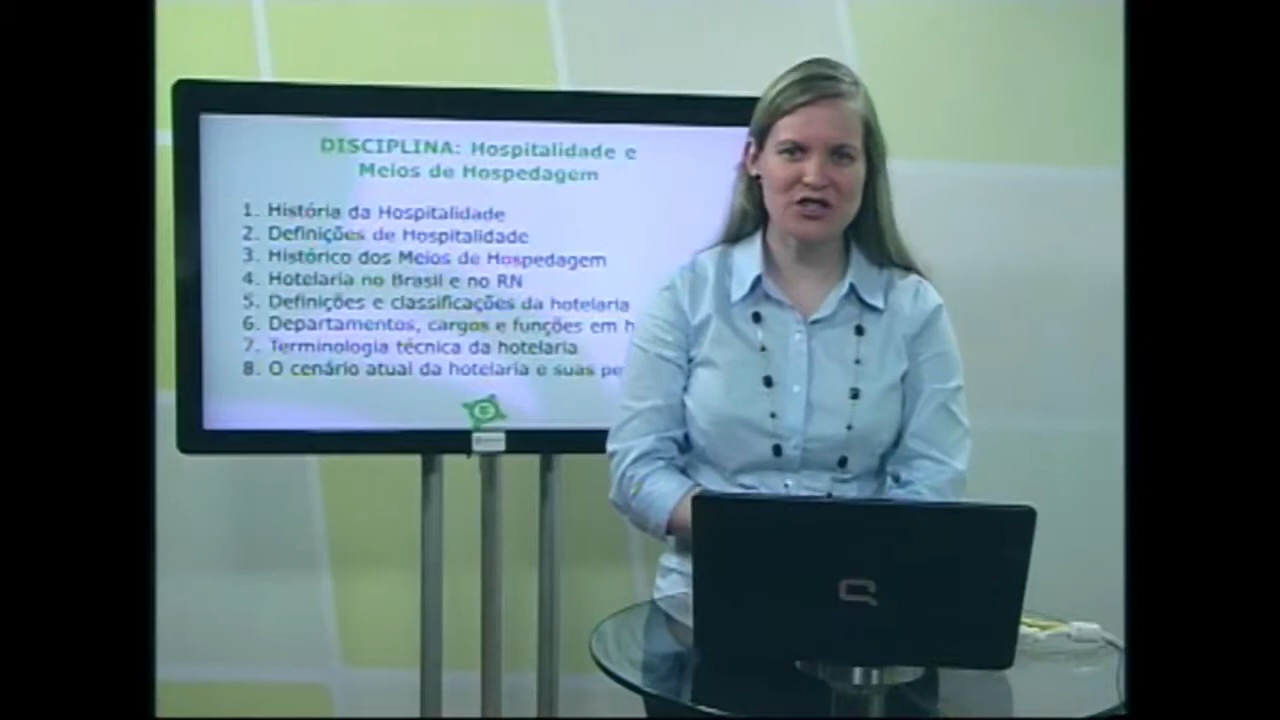 DISCIPLINA: Hospitalidade e
Meios de Hospedagem
1. História da Hospitalidade
2. Definições de Hospitalidade
3. Histórico dos Meios de Hospedagem
4. Hotelaria no Brasil e no RN
5. Definições e classificações da hotelaria
6. Departamentos, cargos e funções em h
7. Terminologia técnica da hotelaria
8. O cenário atual da hotelaria e suas pe